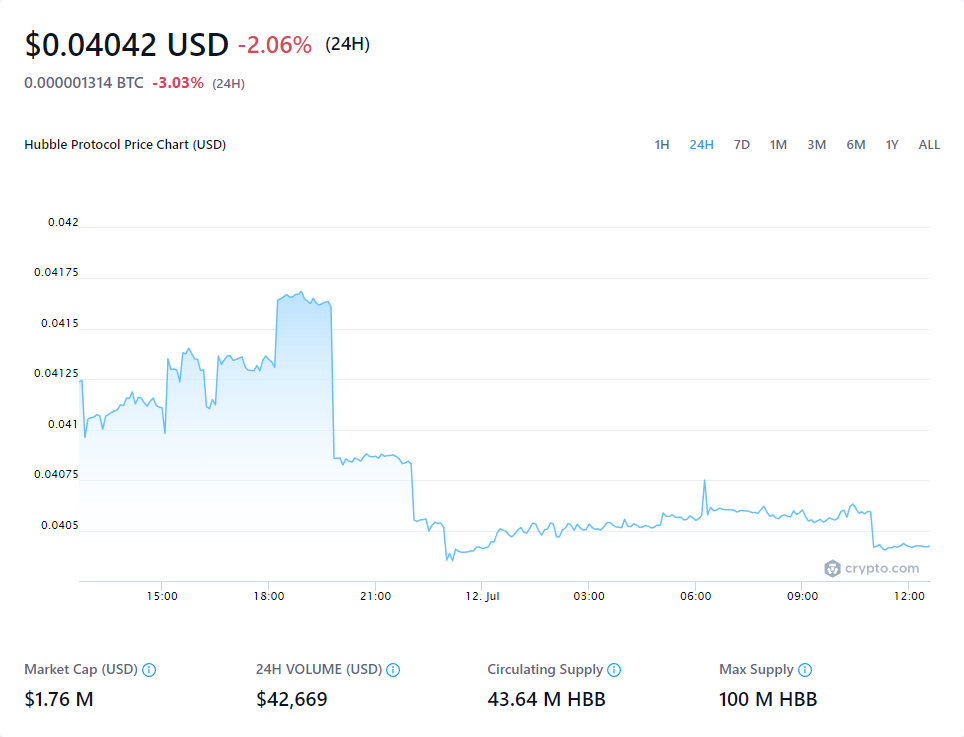 $0.04042 USD -2.06% (24H)
0.000001314 BTC -3.03% (24H)
Hubble Protocol Price Chart (USD) 1H 24H 7D 1M 3M 6M 1Y ALL
0.042
0.04175
0.0415
0.04125
0.041
0.04075
0.0405
crypto.com
15:00 18:00 21:00 12. Jul 03:00 06:00 09:00 12:00
Market Cap (USD) 24H VOLUME (USD) Circulating Supply Max Supply
$1.76 M $42,669 43.64 M HBB 100 M HBB